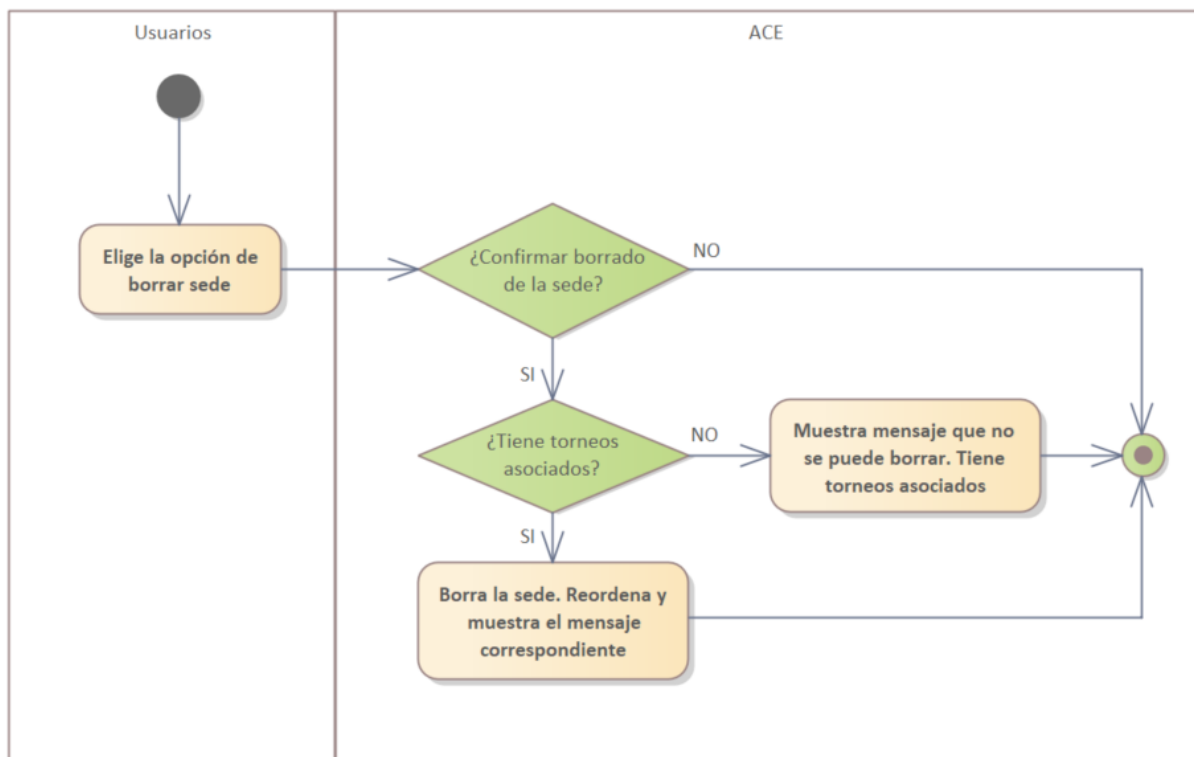 Usuarios
ACE
Elige la opción de
borrar sede
¿Confirmar borrado
de la sede?
NO
SI
¿Tiene torneos
asociados?
NO
Muestra mensaje que no
se puede borrar. Tiene
torneos asociados
SI
Borra la sede. Reordena y
muestra el mensaje
correspondiente